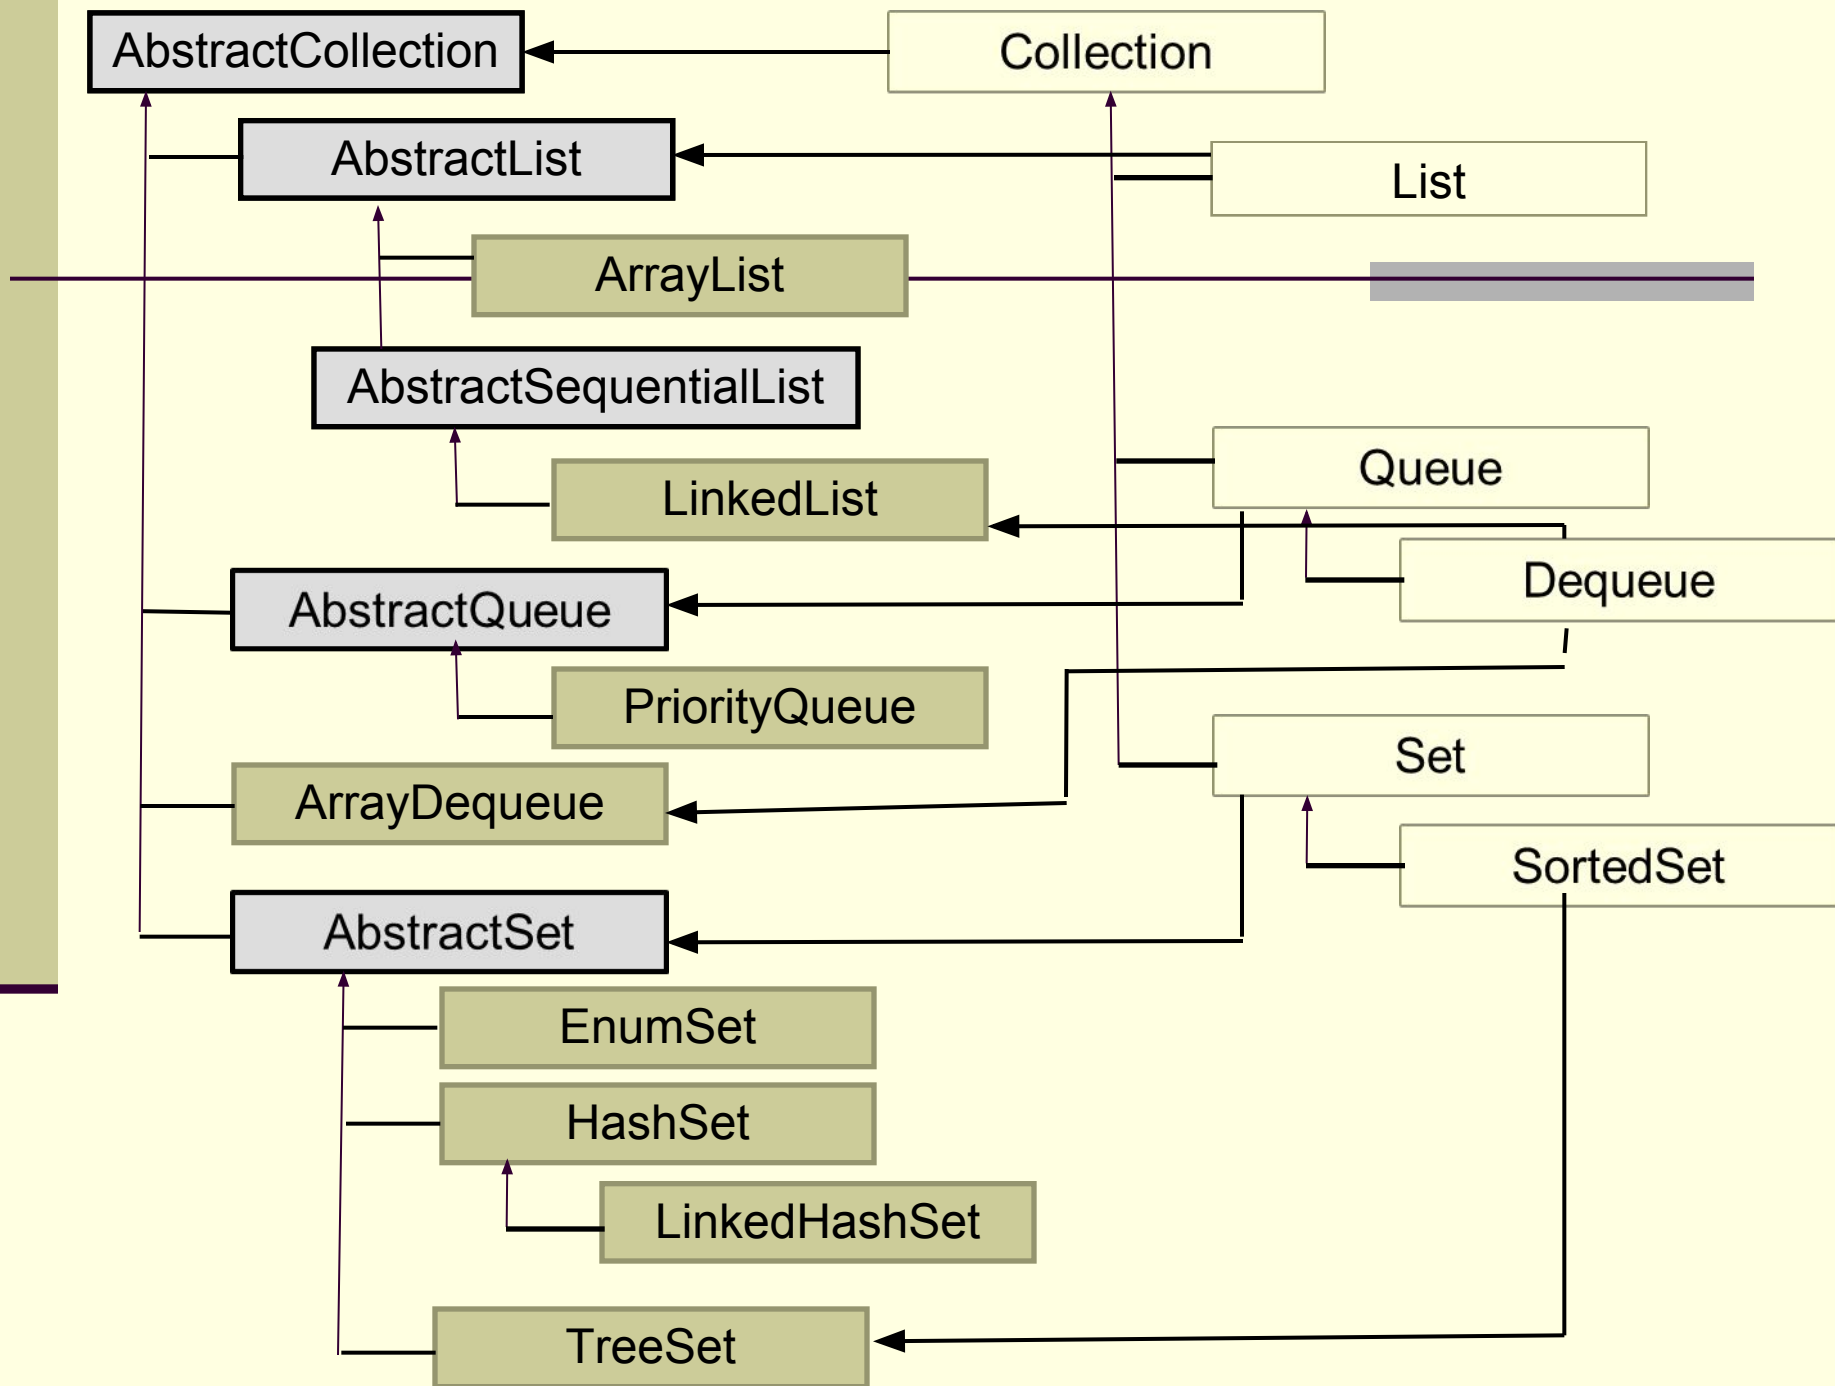 AbstractCollection
Collection
AbstractList
List
ArrayList
AbstractSequentialList
Queue
LinkedList
Dequeue
AbstractQueue
PriorityQueue
Set
ArrayDequeue
SortedSet
AbstractSet
EnumSet
HashSet
LinkedHashSet
TreeSet